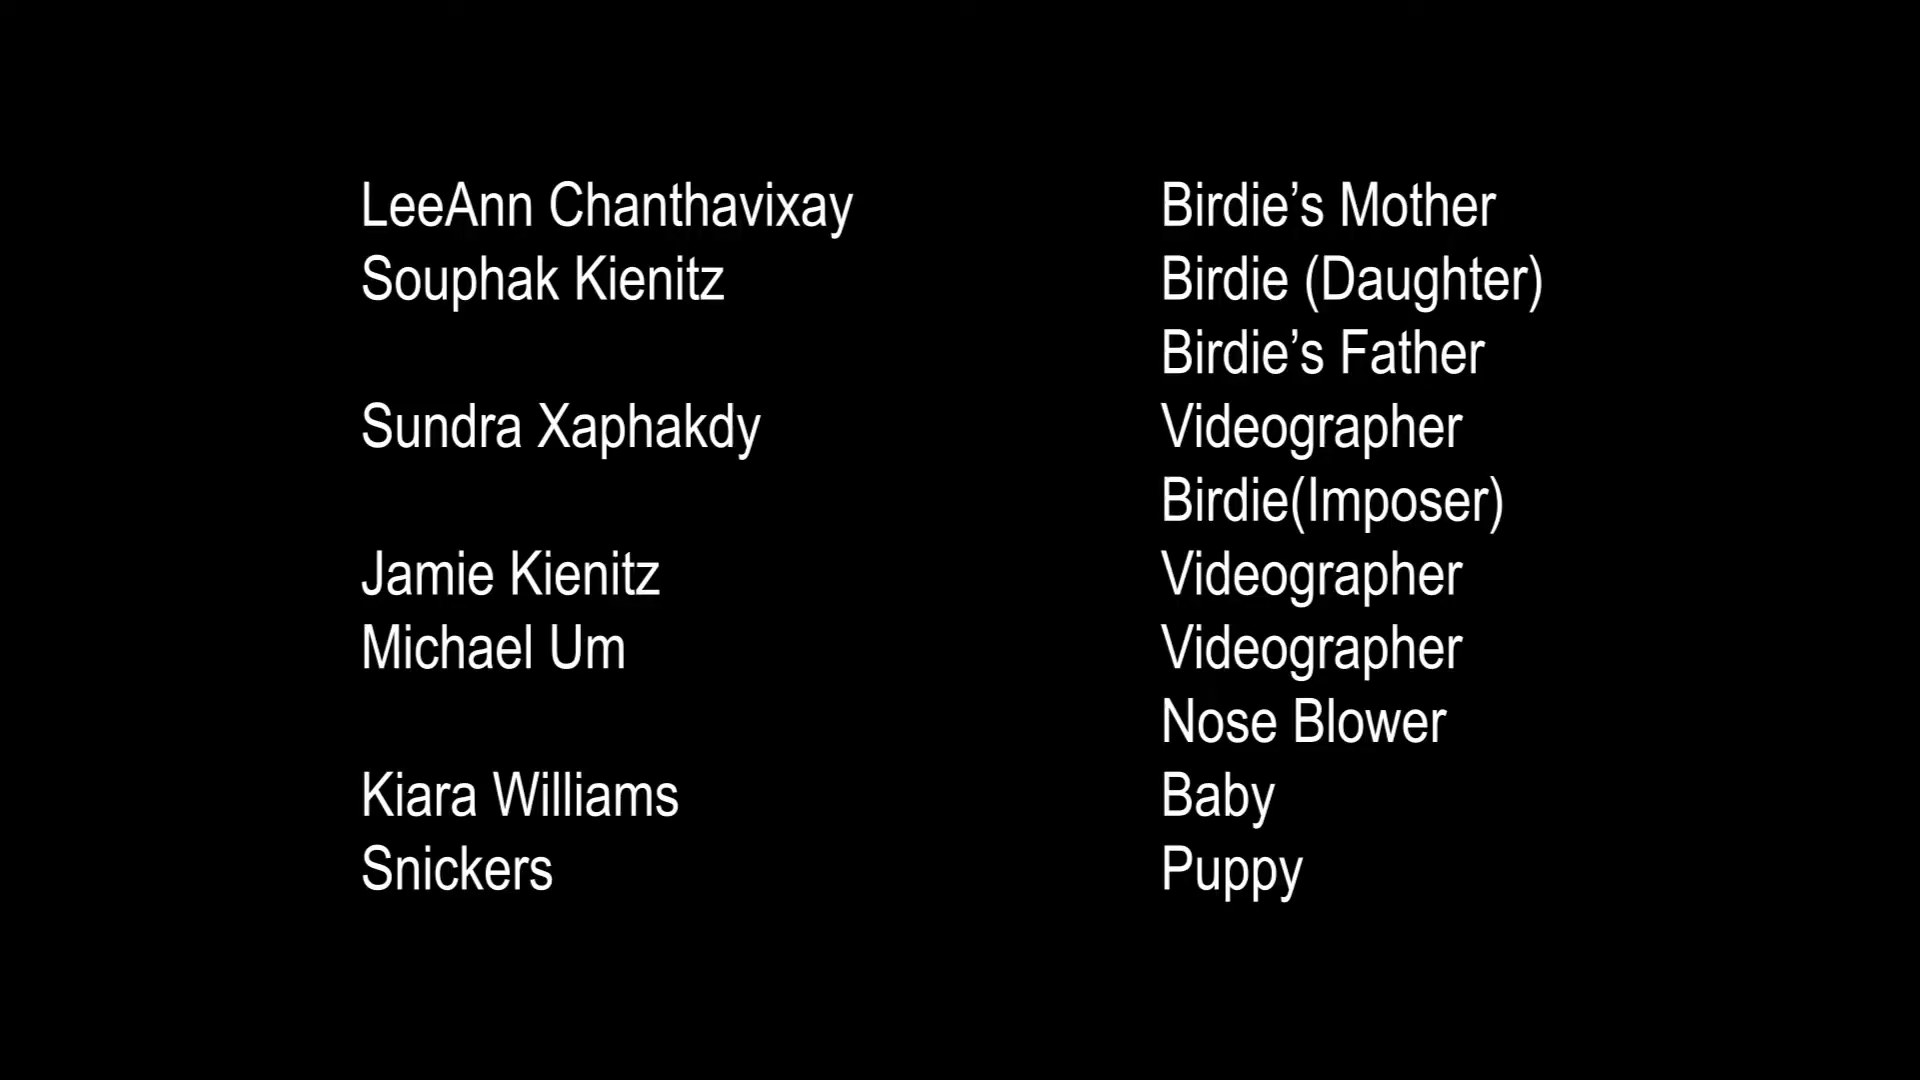 LeeAnn Chanthavixay Birdie’s Mother
Souphak Kienitz Birdie (Daughter)
Birdie’s Father
Sundra Xaphakdy Videographer
Birdie(Imposer)
Jamie Kienitz Videographer
Michael Um Videographer
Nose Blower
Kiara Williams Baby
Snickers Puppy